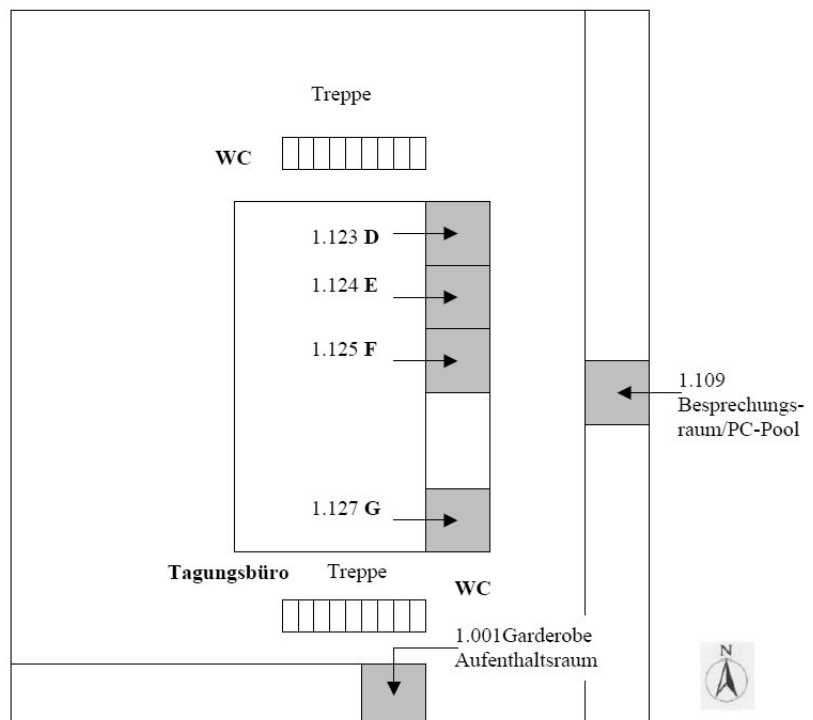 Treppe
WC
1.123 D
1.124 E
1.125 F
1.109
Besprechungs-
raum/PC-Pool
1.127 G
Tagungsbüro
Treppe
WC
1.001Garderobe
Aufenthaltsraum
N